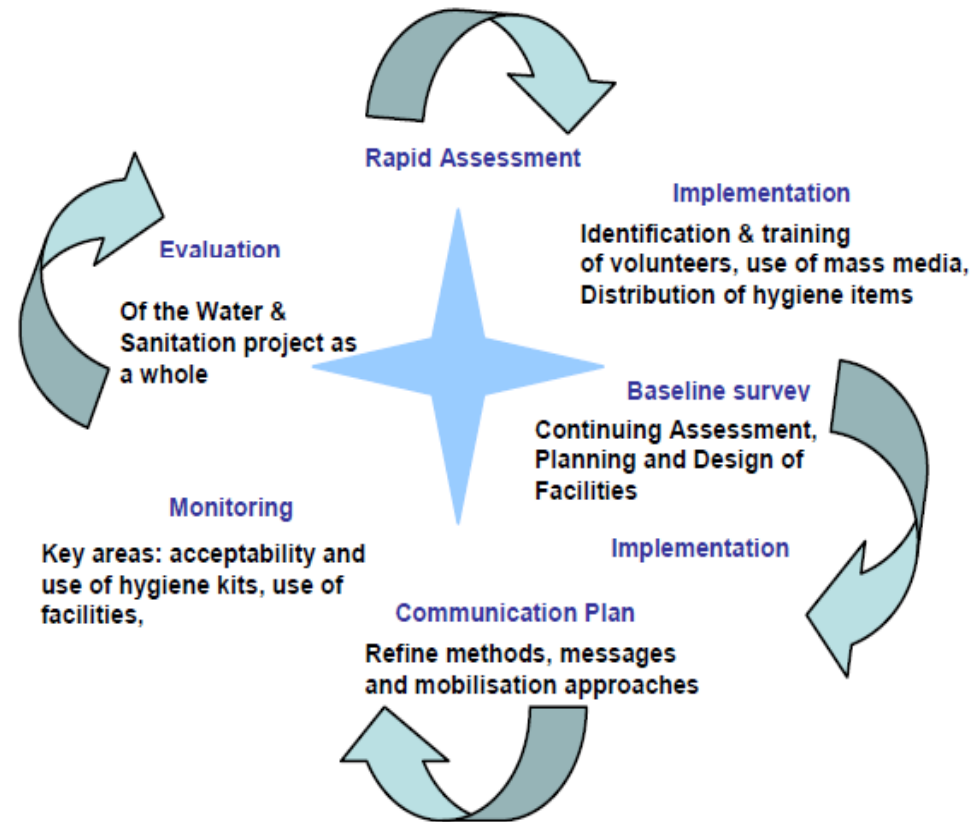 Rapid Assessment
Implementation
Identification & training
of volunteers, use of mass media,
Distribution of hygiene items
Baseline survey
Continuing Assessment,
Planning and Design of
Facilities
Implementation
Communication Plan
Refine methods, messages
and mobilisation approaches
Monitoring
Key areas: acceptability and
use of hygiene kits, use of
facilities,
Evaluation
Of the Water &
Sanitation project as
a whole